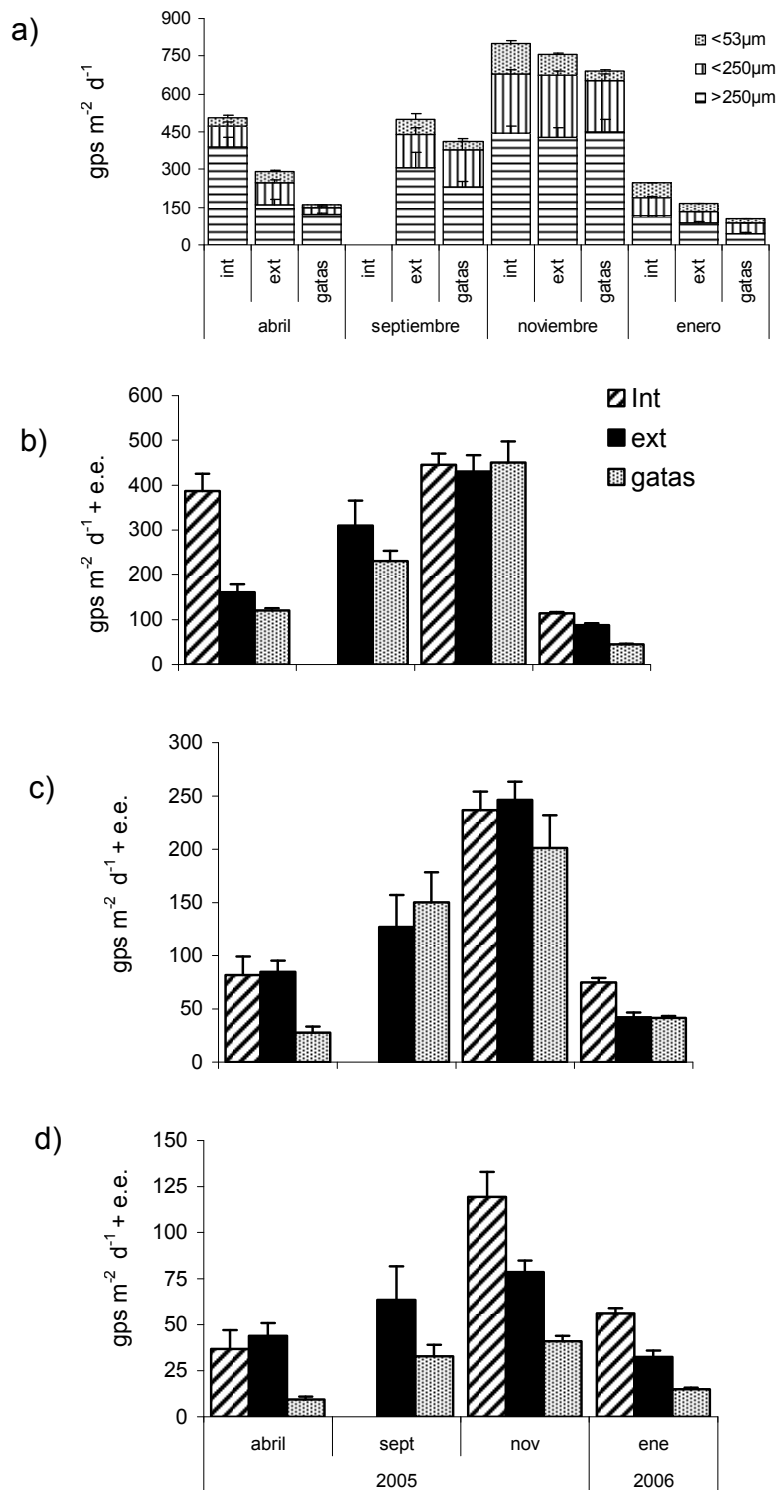 a)
gps m-2 d-1
900
750
600
450
300
150
0
<53µm
<250µm
>250µm
int ext gatas int ext gatas int ext gatas int ext gatas
abril septiembre noviembre enero
b)
gps m-2 d-1 + e.e.
600
500
400
300
200
100
0
Int
ext
gatas
c)
gps m-2 d-1 + e.e.
300
250
200
150
100
50
0
d)
gps m-2 d-1 + e.e.
150
125
100
75
50
25
0
abril sept nov ene
2005 2006